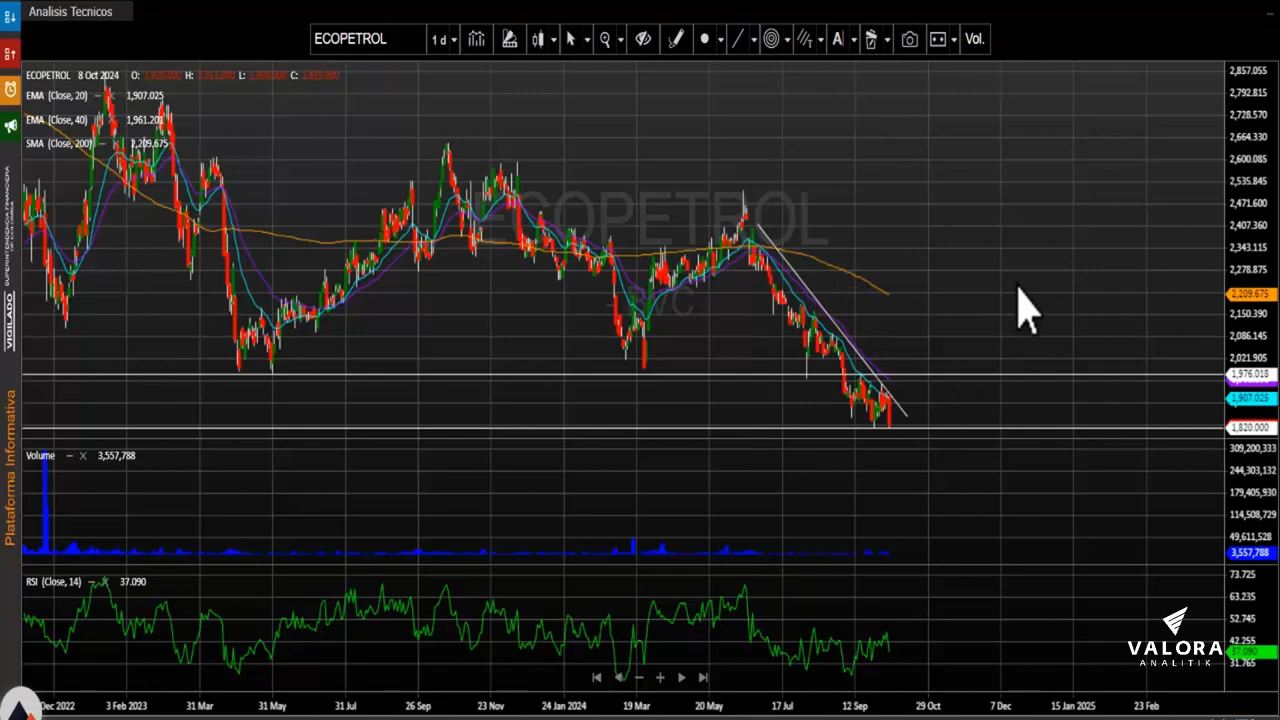 Analisis Tecnicos
ECOPETROL 1 d Vol.
ECOPETROL 8 Oct 2024 O: H: L: C:
EMA (Close, 20) 1,907.025
EMA (Close, 40) 1,961.201
SMA (Close, 200) 2,209.675
ECOPETROL
BVC
2,857.055
2,792.815
2,728.570
2,664.330
2,600.085
2,535.845
2,471.600
2,407.360
2,343.115
2,278.875
2,209.675
2,150.390
2,086.145
2,021.905
1,976.018
1,907.025
1,820.000
Volume 3,557,788
309,200,333
244,303,132
179,405,930
114,508,729
49,611,528
3,557,788
RSI (Close, 14) 37.090
73.725
63.235
52.745
42.255
37.090
31.765
Dec 2022 3 Feb 2023 31 Mar 31 May 31 Jul 26 Sep 23 Nov 24 Jan 2024 19 Mar 20 May 17 Jul 12 Sep 29 Oct 7 Dec 15 Jan 2025 23 Feb
VIGILADO
SUPERINTENDENCIA FINANCIERA
DE COLOMBIA
Plataforma Informativa
VALORA
ANALITIK